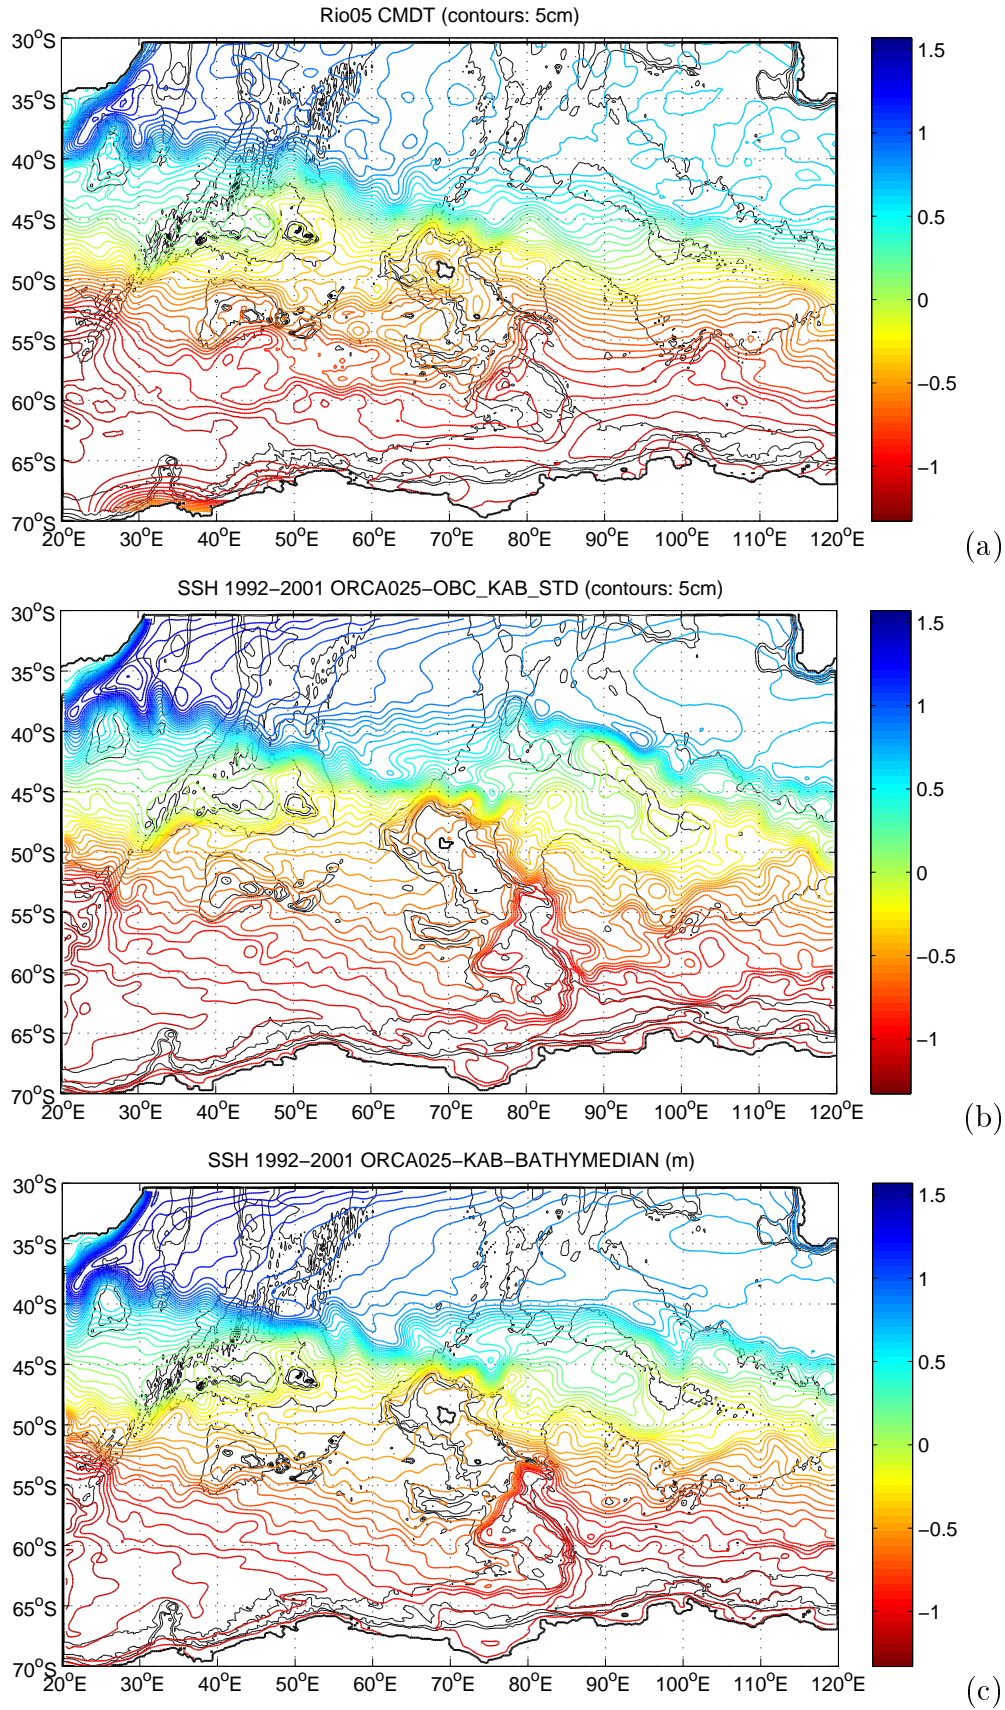 Rio05 CMDT (contours: 5cm)
30°S
35°S
40°S
45°S
50°S
55°S
60°S
65°S
70°S
20°E 30°E 40°E 50°E 60°E 70°E 80°E 90°E 100°E 110°E 120°E
1.5
1
0.5
0
−0.5
−1
(a)
SSH 1992−2001 ORCA025−OBC_KAB_STD (contours: 5cm)
30°S
35°S
40°S
45°S
50°S
55°S
60°S
65°S
70°S
20°E 30°E 40°E 50°E 60°E 70°E 80°E 90°E 100°E 110°E 120°E
1.5
1
0.5
0
−0.5
−1
(b)
SSH 1992−2001 ORCA025−KAB−BATHYMEDIAN (m)
30°S
35°S
40°S
45°S
50°S
55°S
60°S
65°S
70°S
20°E 30°E 40°E 50°E 60°E 70°E 80°E 90°E 100°E 110°E 120°E
1.5
1
0.5
0
−0.5
−1
(c)